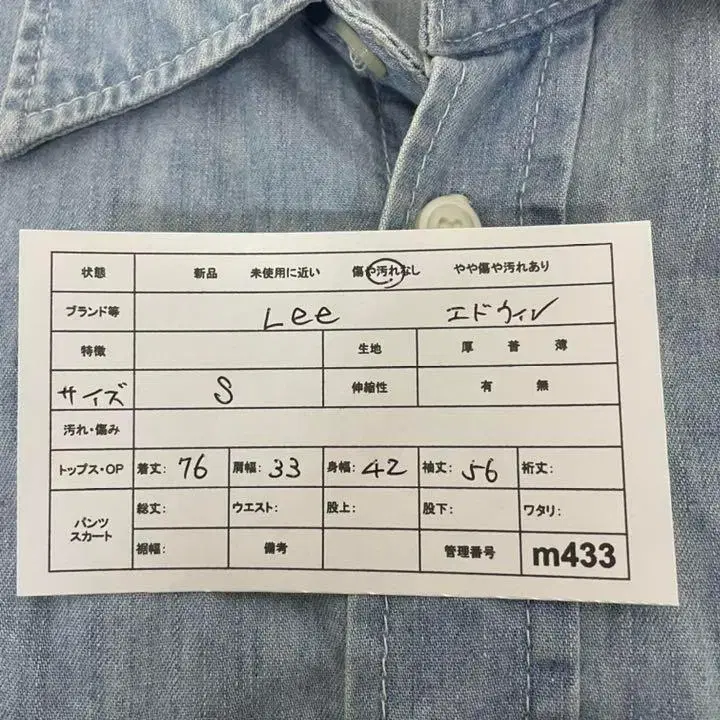 状態 新品 未使用に近い 傷や汚れなし やや傷や汚れあり
ブランド等 Lee エドウィン
特徴 生地 厚 普 薄
サイズ S 伸縮性 有 無
汚れ・傷み
トップス・OP 着丈: 76 肩幅: 33 身幅: 42 袖丈: 56 裄丈:
パンツ スカート 総丈: ウエスト: 股上: 股下: ワタリ:
裾幅: 備考 管理番号 m433